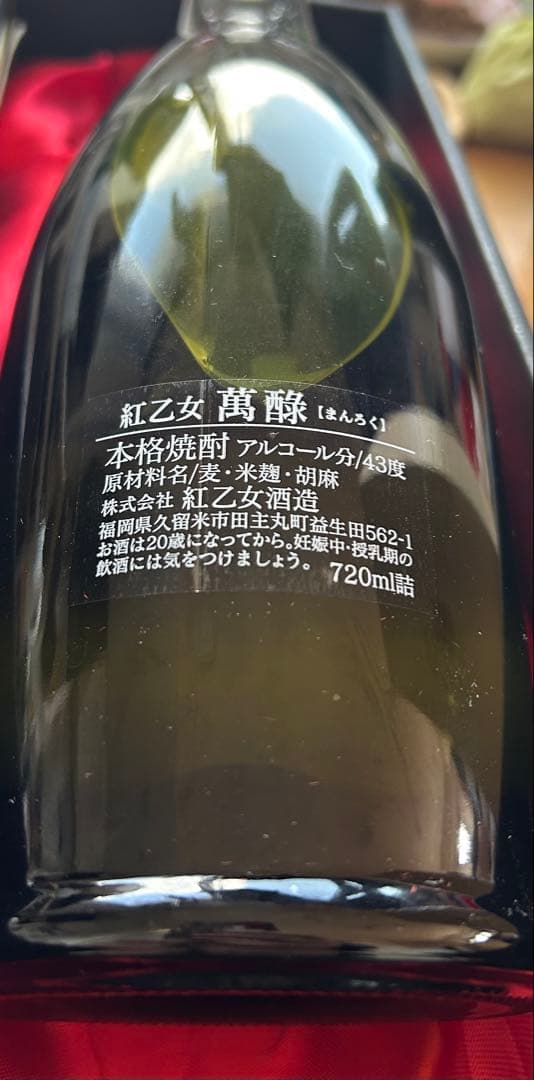 紅乙女 萬醁【まんろく】
本格焼酎 アルコール分/43度
原材料名/麦・米麹・胡麻
株式会社 紅乙女酒造
福岡県久留米市田主丸町益生田562-1
お酒は20歳になってから。妊娠中・授乳期の
飲酒には気をつけましょう。 720ml詰